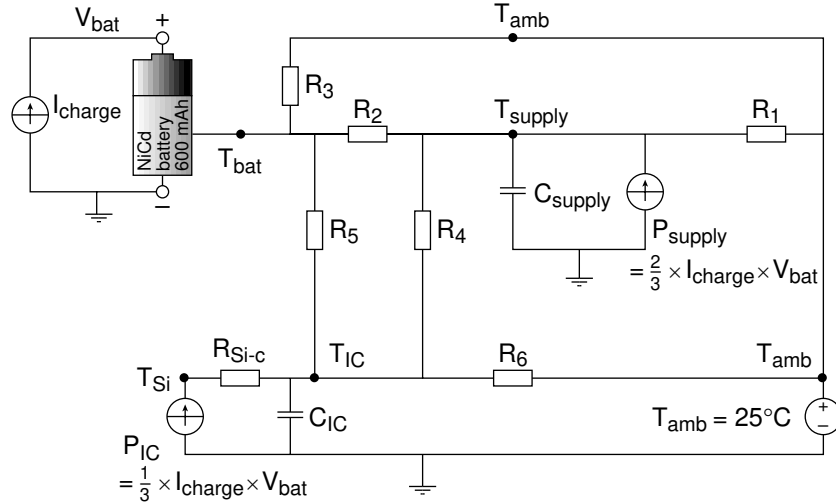 V_bat
+
T_amb
I_charge
NiCd
battery
600 mAh
−
T_bat
R_3
R_2
T_supply
R_1
C_supply
P_supply
= 2/3 × I_charge × V_bat
R_5
R_4
R_Si-c
T_IC
R_6
T_amb
T_Si
C_IC
P_IC
= 1/3 × I_charge × V_bat
T_amb = 25°C
+
−